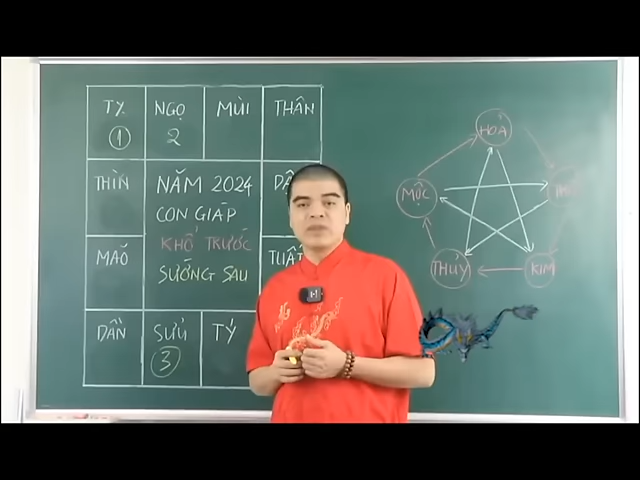 TỴ NGỌ MÙI THÂN
① 2
THÌN
NĂM 2024
CON GIÁP
KHỔ TRƯỚC
SƯỚNG SAU
MÃO
TUẤT
DẦN SỬU TÝ
③
HOẢ
MỘC
THỦY
KIM